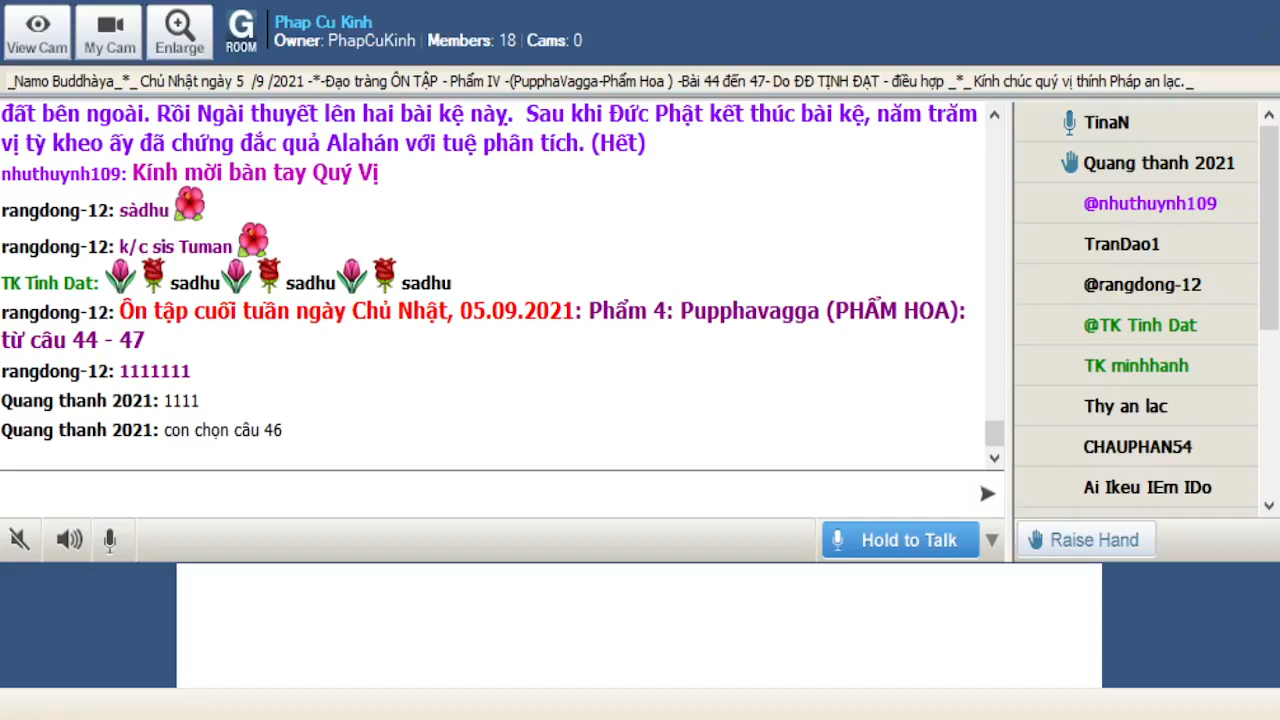 View Cam
My Cam
Enlarge
G
ROOM
Phap Cu Kinh
Owner: PhapCuKinh | Members: 18 | Cams: 0
_Namo Buddhàya_*_ Chủ Nhật ngày 5 /9 /2021 -*-Đạo tràng ÔN TẬP - Phẩm IV -(PupphaVagga-Phẩm Hoa ) -Bài 44 đến 47- Do ĐĐ TỊNH ĐẠT - điều hợp _*_Kính chúc quý vị thính Pháp an lạc._
đất bên ngoài. Rồi Ngài thuyết lên hai bài kệ này. Sau khi Đức Phật kết thúc bài kệ, năm trăm
vị tỳ kheo ấy đã chứng đắc quả Alahán với tuệ phân tích. (Hết)
nhuthuynh109: Kính mời bàn tay Quý Vị
rangdong-12: sàdhu
rangdong-12: k/c sis Tuman
TK Tinh Dat: sadhu sadhu sadhu
rangdong-12: Ôn tập cuối tuần ngày Chủ Nhật, 05.09.2021: Phẩm 4: Pupphavagga (PHẨM HOA):
từ câu 44 - 47
rangdong-12: 1111111
Quang thanh 2021: 1111
Quang thanh 2021: con chọn câu 46
TinaN
Quang thanh 2021
@nhuthuynh109
TranDao1
@rangdong-12
@TK Tinh Dat
TK minhhanh
Thy an lac
CHAUPHAN54
Ai Ikeu IEm IDo
Hold to Talk
Raise Hand